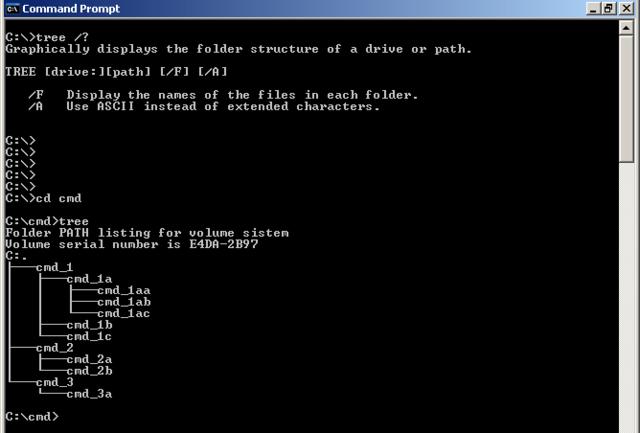 Command Prompt
C:\>tree /?
Graphically displays the folder structure of a drive or path.
TREE [drive:][path] [/F] [/A]
/F Display the names of the files in each folder.
/A Use ASCII instead of extended characters.
C:\>
C:\>
C:\>
C:\>
C:\>
C:\>cd cmd
C:\cmd>tree
Folder PATH listing for volume sistem
Volume serial number is E4DA-2B97
C:.
├───cmd_1
│   ├───cmd_1a
│   │   ├───cmd_1aa
│   │   ├───cmd_1ab
│   │   └───cmd_1ac
│   ├───cmd_1b
│   └───cmd_1c
├───cmd_2
│   ├───cmd_2a
│   └───cmd_2b
└───cmd_3
    └───cmd_3a
C:\cmd>